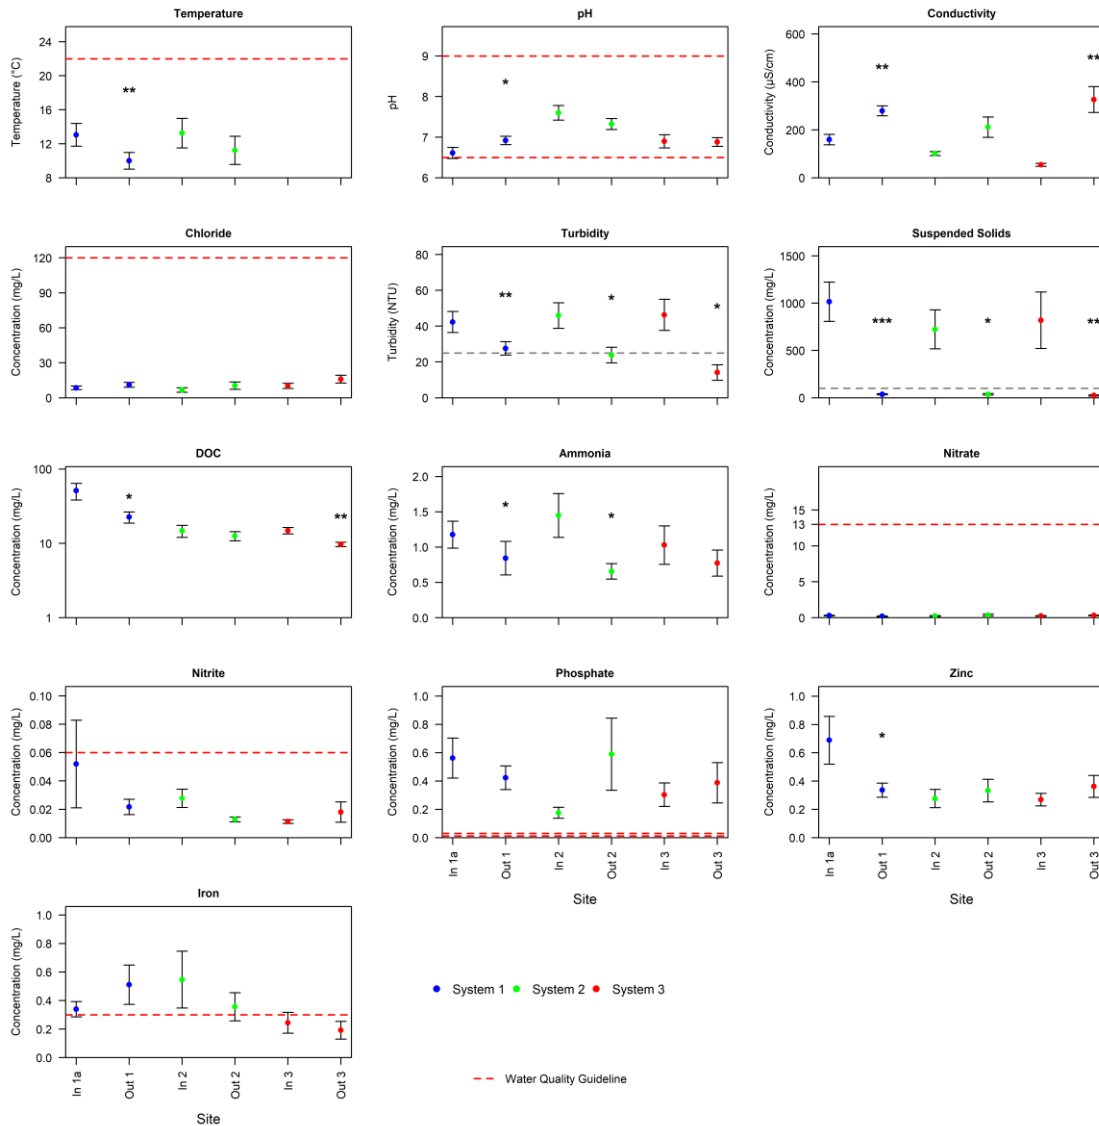 Temperature
Temperature (°C)
24
22
20
18
16
14
12
10
8
**
pH
pH
9
8
7
6
*
Conductivity
Conductivity (µS/cm)
600
400
200
0
**
**
Chloride
Concentration (mg/L)
120
90
60
30
0
Turbidity
Turbidity (NTU)
80
60
40
20
0
**
*
*
Suspended Solids
Concentration (mg/L)
1500
1000
500
0
***
*
**
DOC
Concentration (mg/L)
100
10
1
*
**
Ammonia
Concentration (mg/L)
2.0
1.5
1.0
0.5
0.0
*
*
Nitrate
Concentration (mg/L)
15
13
10
5
0
Nitrite
Concentration (mg/L)
0.10
0.08
0.06
0.04
0.02
0.00
Phosphate
Concentration (mg/L)
1.0
0.8
0.6
0.4
0.2
0.0
In 1a
Out 1
In 2
Out 2
In 3
Out 3
Site
Zinc
Concentration (mg/L)
1.0
0.8
0.6
0.4
0.2
0.0
*
In 1a
Out 1
In 2
Out 2
In 3
Out 3
Site
Iron
Concentration (mg/L)
1.0
0.8
0.6
0.4
0.2
0.0
In 1a
Out 1
In 2
Out 2
In 3
Out 3
Site
System 1 System 2 System 3
Water Quality Guideline